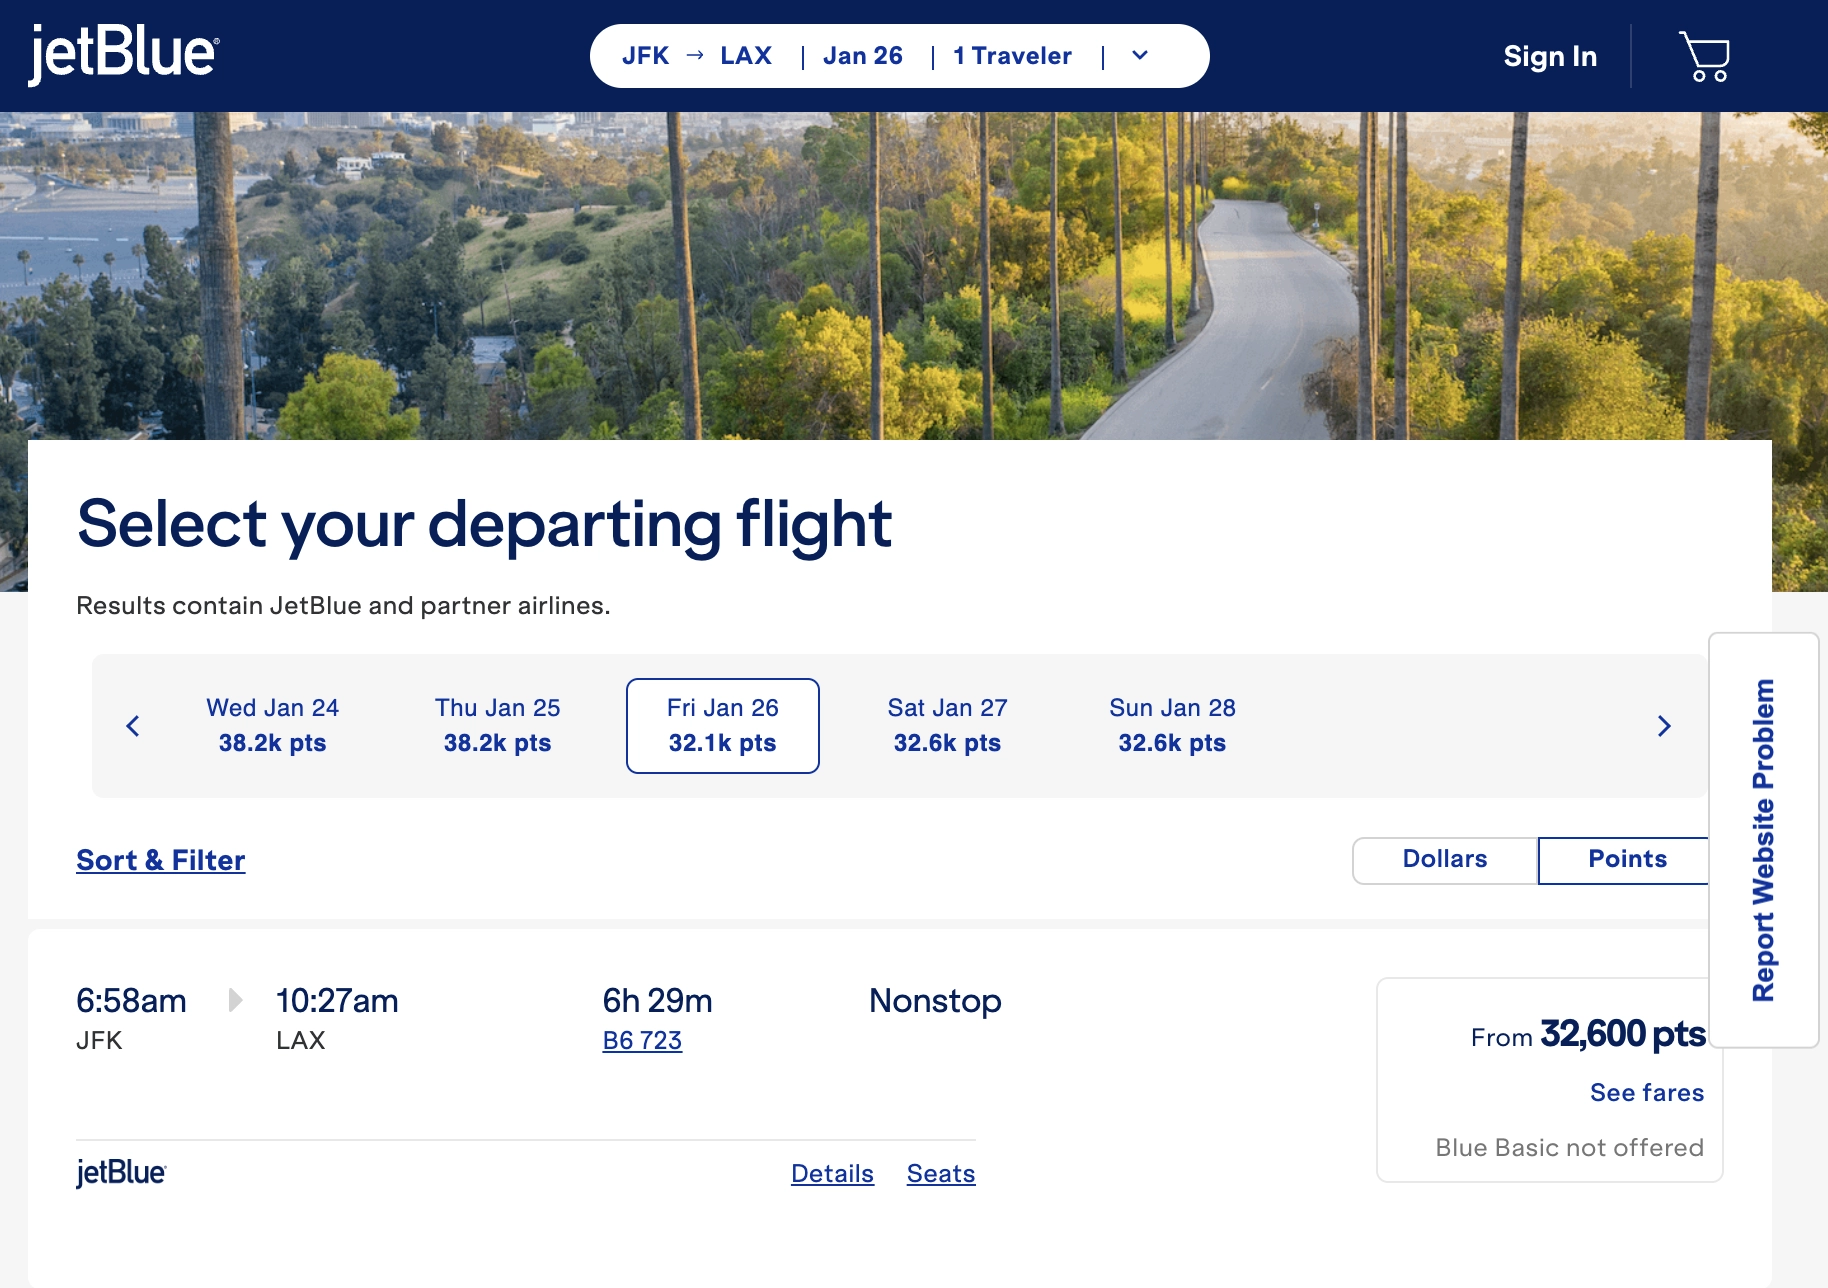 jetBlue
JFK → LAX | Jan 26 | 1 Traveler |
Sign In
Select your departing flight
Results contain JetBlue and partner airlines.
Wed Jan 24
38.2k pts
Thu Jan 25
38.2k pts
Fri Jan 26
32.1k pts
Sat Jan 27
32.6k pts
Sun Jan 28
32.6k pts
Report Website Problem
Sort & Filter
Dollars
Points
6:58am
JFK
10:27am
LAX
6h 29m
B6 723
Nonstop
From 32,600 pts
See fares
Blue Basic not offered
jetBlue
Details
Seats